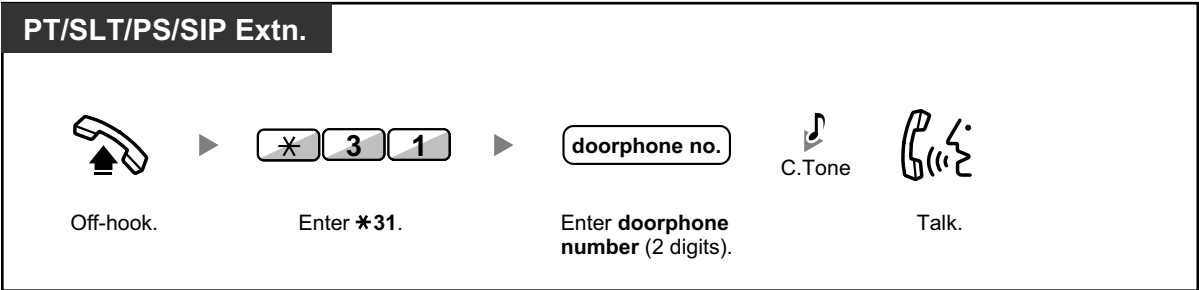 PT/SLT/PS/SIP Extn.
* 3 1
doorphone no.
C.Tone
Off-hook.
Enter *31.
Enter doorphone
number (2 digits).
Talk.